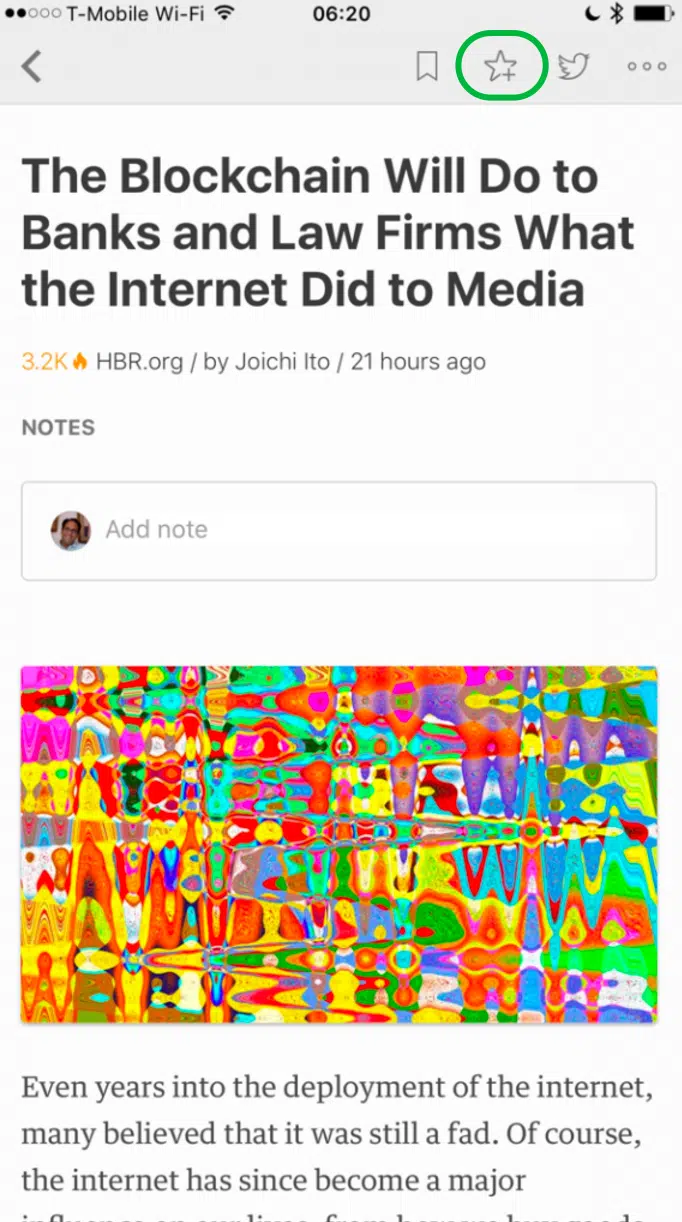 T-Mobile Wi-Fi 06:20
The Blockchain Will Do to
Banks and Law Firms What
the Internet Did to Media
3.2K🔥 HBR.org / by Joichi Ito / 21 hours ago
NOTES
Add note
Even years into the deployment of the internet,
many believed that it was still a fad. Of course,
the internet has since become a major